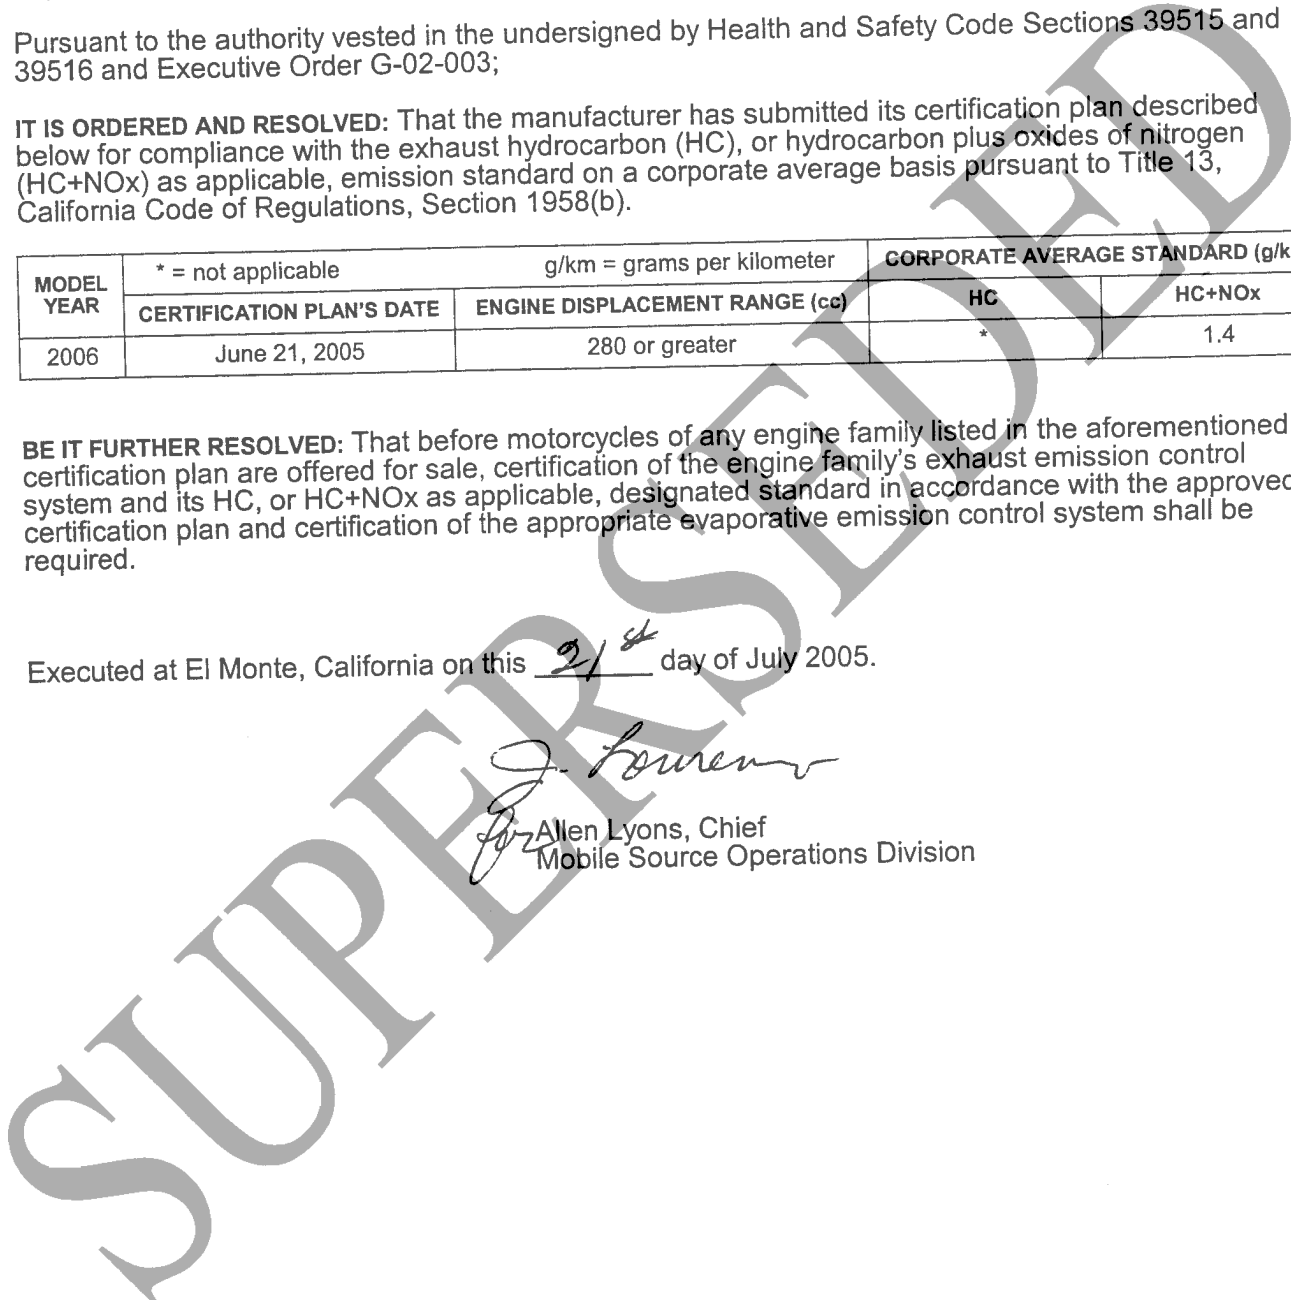 Pursuant to the authority vested in the undersigned by Health and Safety Code Sections 39515 and
39516 and Executive Order G-02-003;
IT IS ORDERED AND RESOLVED: That the manufacturer has submitted its certification plan described
below for compliance with the exhaust hydrocarbon (HC), or hydrocarbon plus oxides of nitrogen
(HC+NOx) as applicable, emission standard on a corporate average basis pursuant to Title 13,
California Code of Regulations, Section 1958(b).
MODEL YEAR * = not applicable g/km = grams per kilometer CORPORATE AVERAGE STANDARD (g/k
CERTIFICATION PLAN'S DATE ENGINE DISPLACEMENT RANGE (cc) HC HC+NOx
2006 June 21, 2005 280 or greater * 1.4
BE IT FURTHER RESOLVED: That before motorcycles of any engine family listed in the aforementioned
certification plan are offered for sale, certification of the engine family's exhaust emission control
system and its HC, or HC+NOx as applicable, designated standard in accordance with the approved
certification plan and certification of the appropriate evaporative emission control system shall be
required.
Executed at El Monte, California on this 21st day of July 2005.
for Allen Lyons, Chief
Mobile Source Operations Division
SUPERSEDED